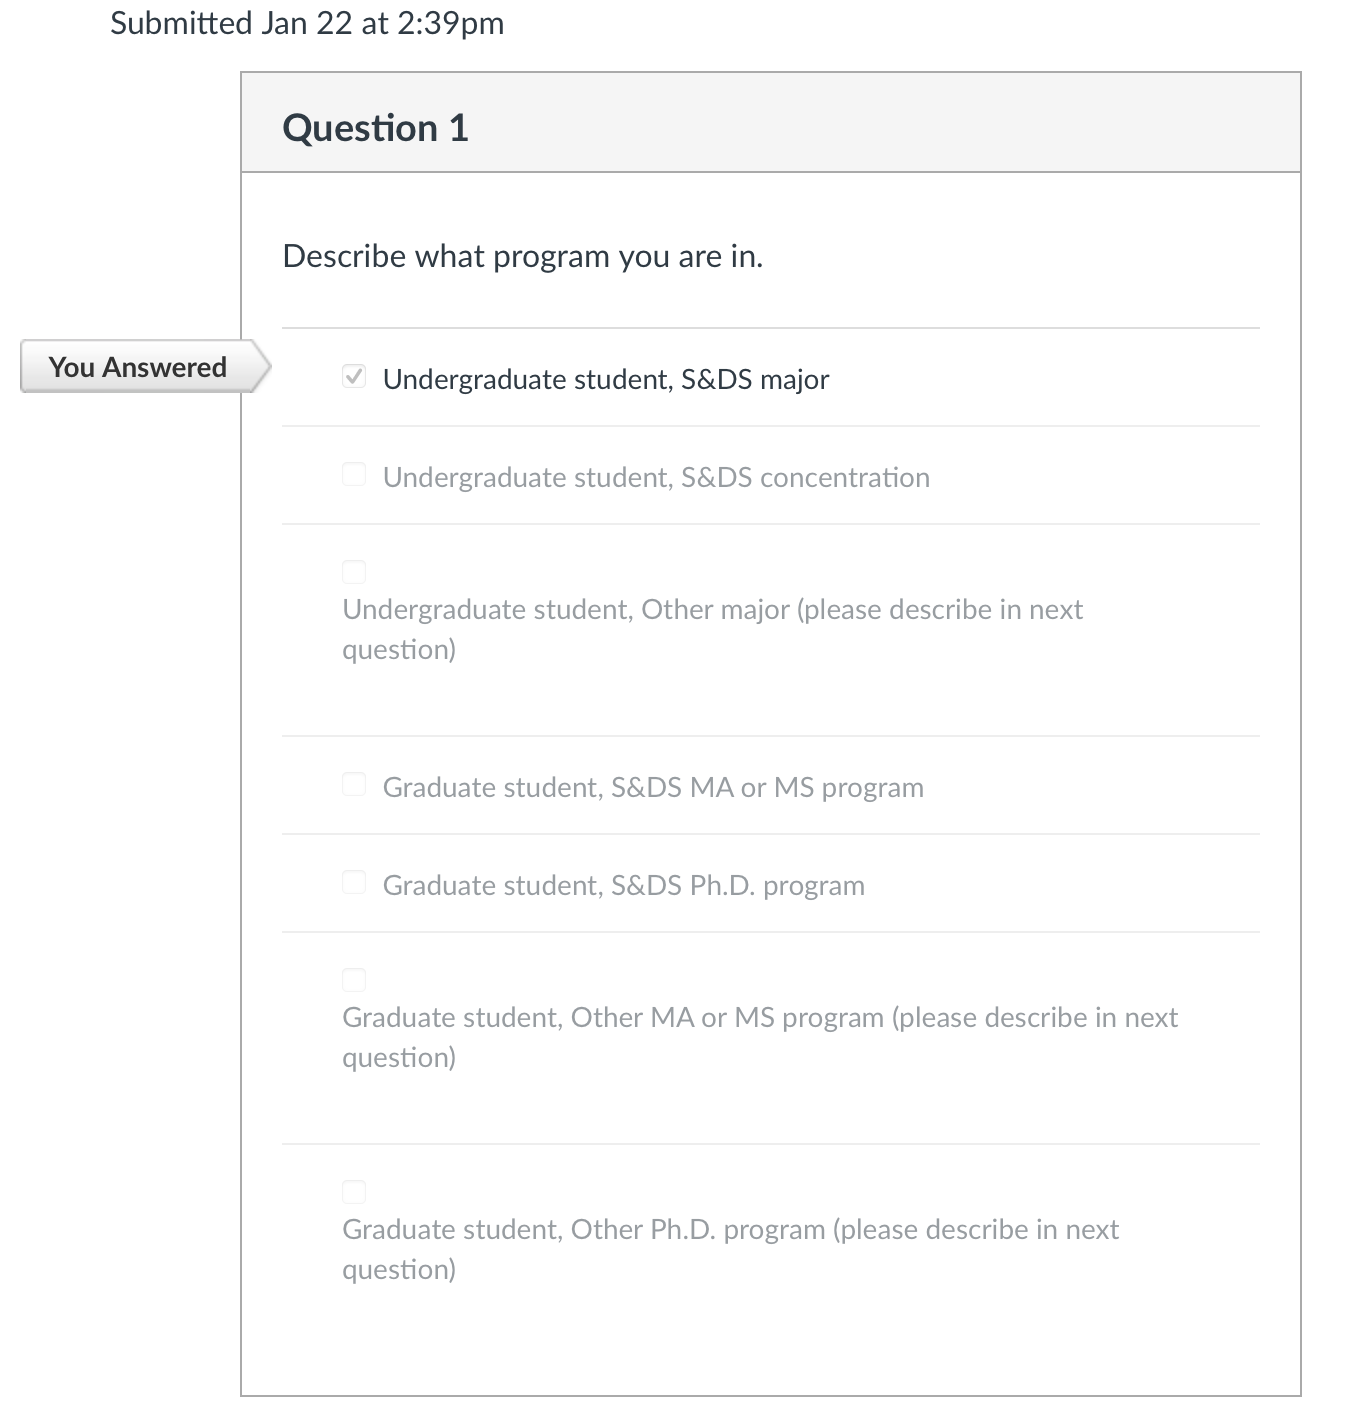 Submitted Jan 22 at 2:39pm
Question 1
Describe what program you are in.
You Answered
Undergraduate student, S&DS major
Undergraduate student, S&DS concentration
Undergraduate student, Other major (please describe in next
question)
Graduate student, S&DS MA or MS program
Graduate student, S&DS Ph.D. program
Graduate student, Other MA or MS program (please describe in next
question)
Graduate student, Other Ph.D. program (please describe in next
question)